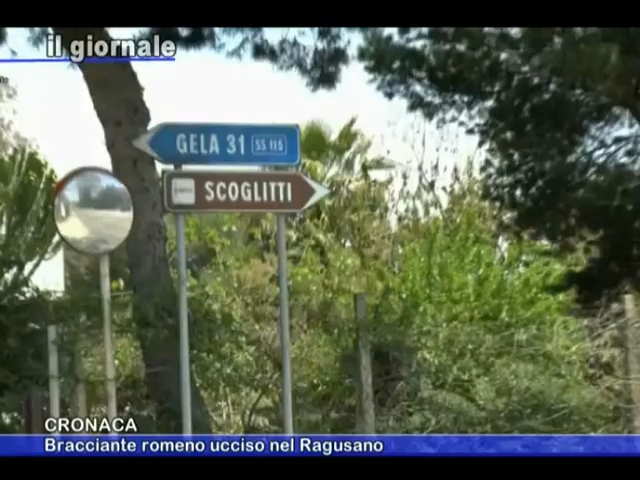 il giornale
GELA 31 SS 115
SCOGLITTI
CRONACA
Bracciante romeno ucciso nel Ragusano